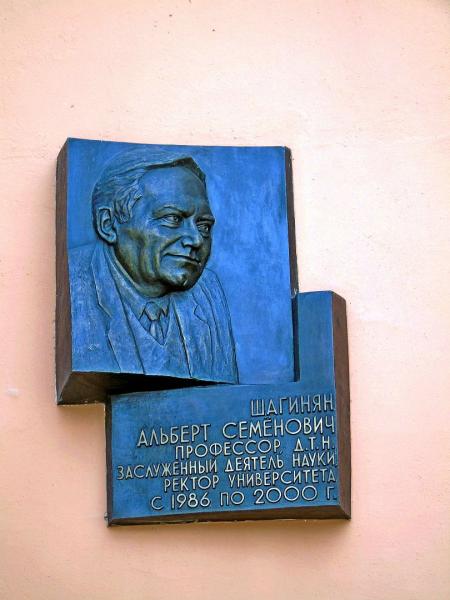 ШАГИНЯН
АЛЬБЕРТ СЕМЁНОВИЧ
ПРОФЕССОР, Д.Т.Н.
ЗАСЛУЖЕННЫЙ ДЕЯТЕЛЬ НАУКИ
РЕКТОР УНИВЕРСИТЕТА
С 1986 ПО 2000 Г.